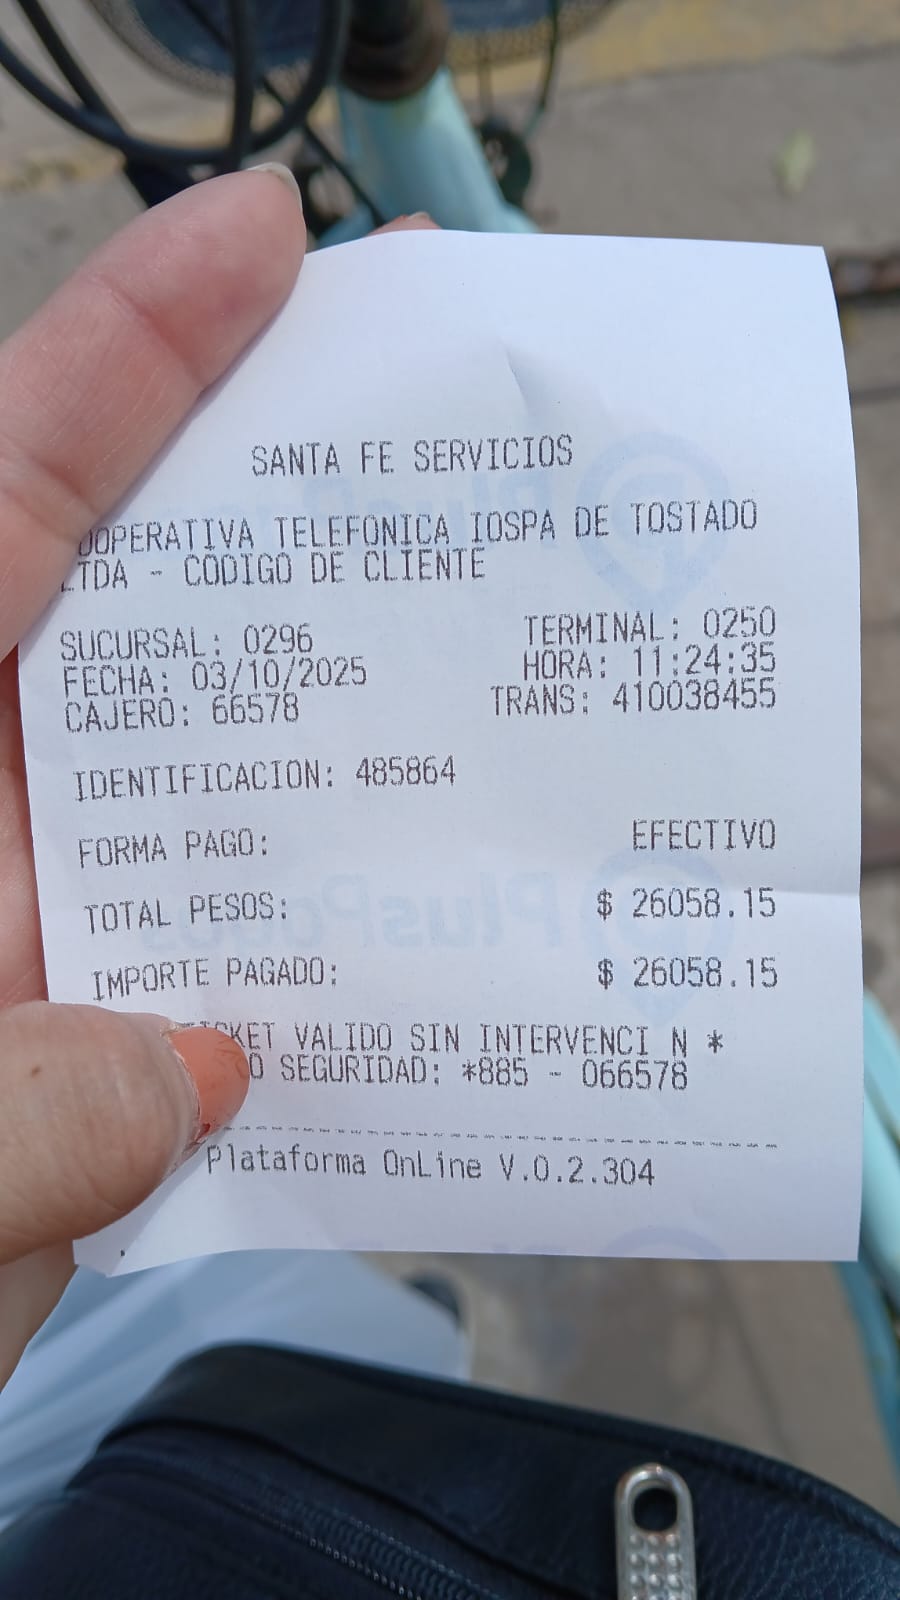 SANTA FE SERVICIOS
OOPERATIVA TELEFONICA IOSPA DE TOSTADO
LTDA - CODIGO DE CLIENTE
SUCURSAL: 0296 TERMINAL: 0250
FECHA: 03/10/2025 HORA: 11:24:35
CAJERO: 66578 TRANS: 410038455
IDENTIFICACION: 485864
FORMA PAGO: EFECTIVO
TOTAL PESOS: $ 26058.15
IMPORTE PAGADO: $ 26058.15
TICKET VALIDO SIN INTERVENCI N *
O SEGURIDAD: *885 - 066578
Plataforma OnLine V.0.2.304